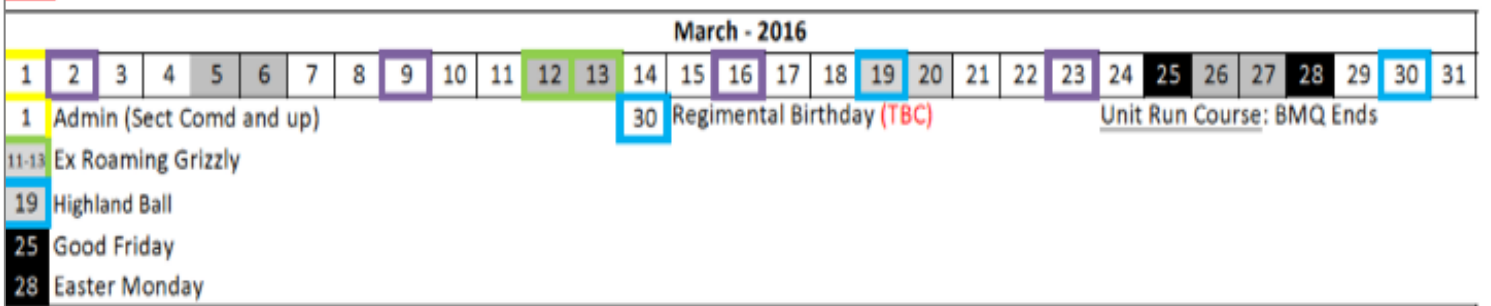 March - 2016
1 2 3 4 5 6 7 8 9 10 11 12 13 14 15 16 17 18 19 20 21 22 23 24 25 26 27 28 29 30 31
1 Admin (Sect Comd and up) 30 Regimental Birthday (TBC) Unit Run Course: BMQ Ends
11-13 Ex Roaming Grizzly
19 Highland Ball
25 Good Friday
28 Easter Monday